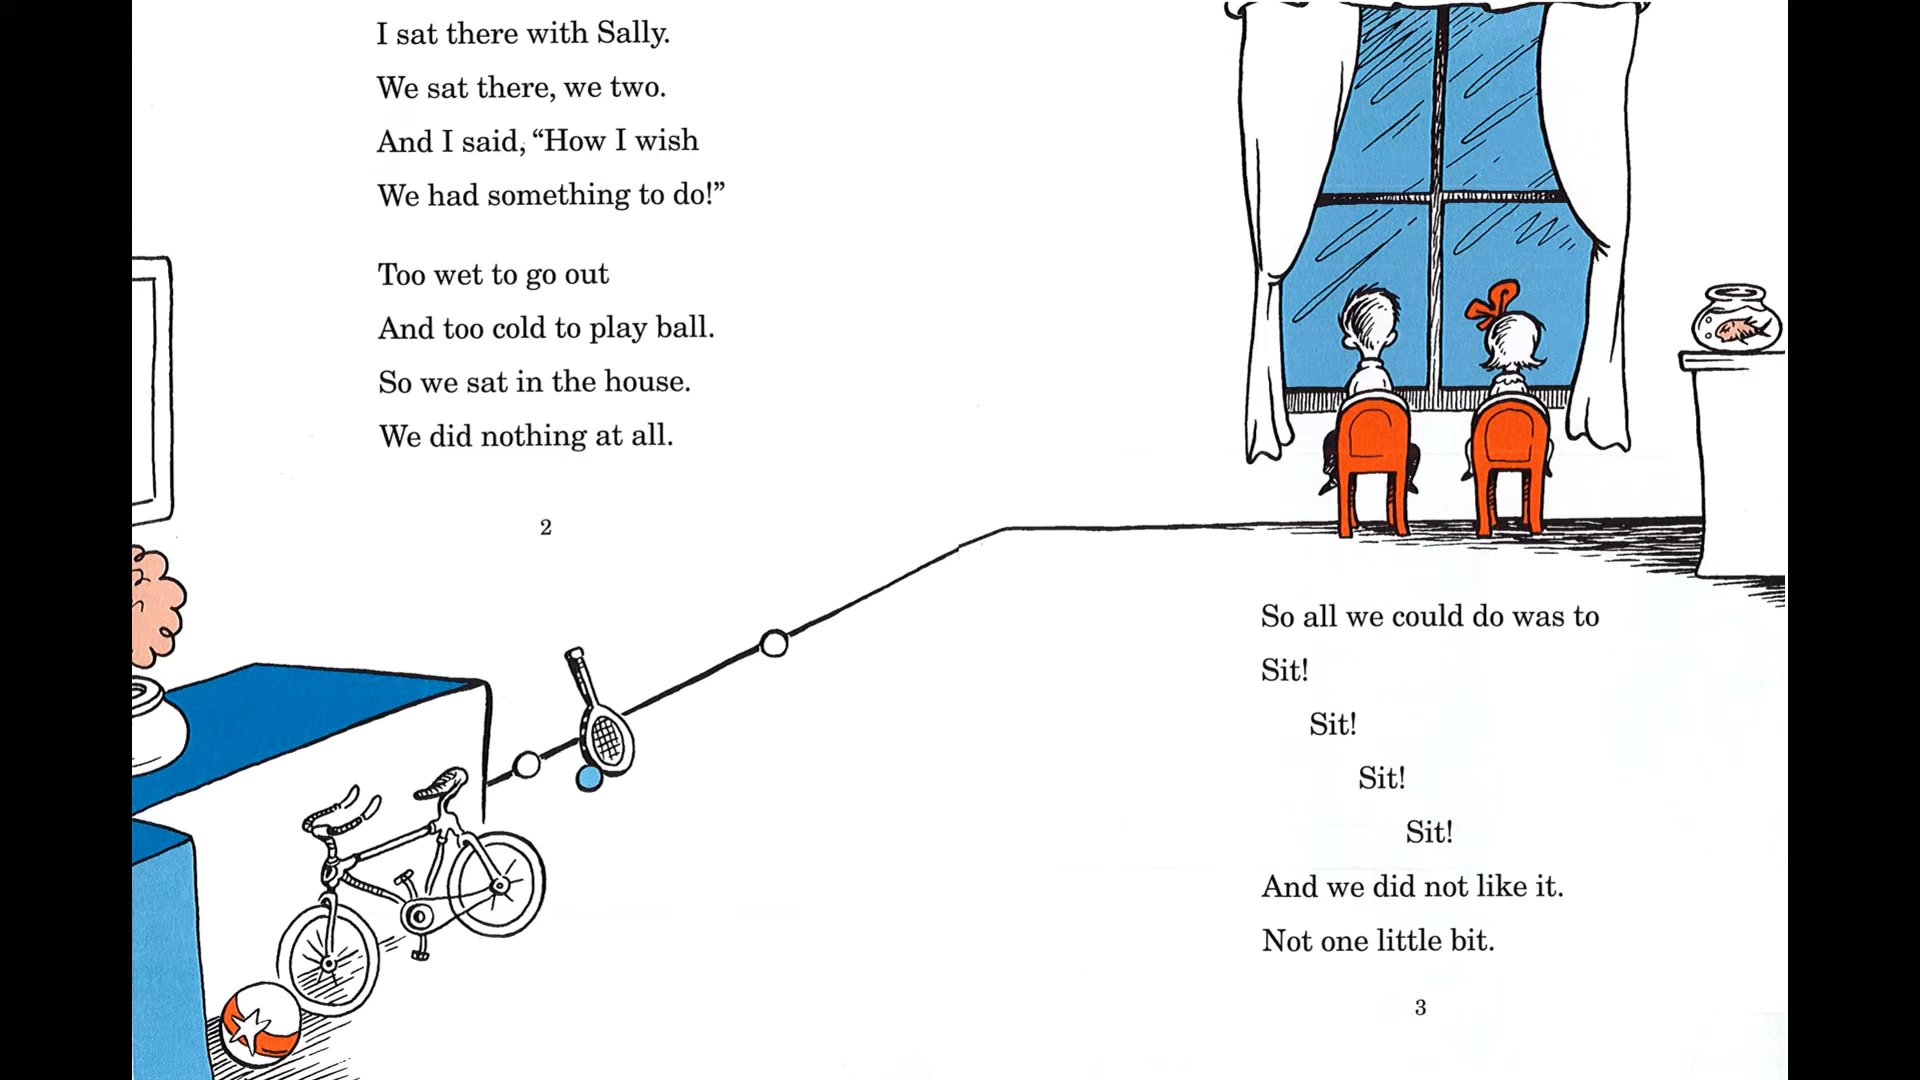 I sat there with Sally.
We sat there, we two.
And I said, “How I wish
We had something to do!”
Too wet to go out
And too cold to play ball.
So we sat in the house.
We did nothing at all.
2
So all we could do was to
Sit!
Sit!
Sit!
Sit!
And we did not like it.
Not one little bit.
3